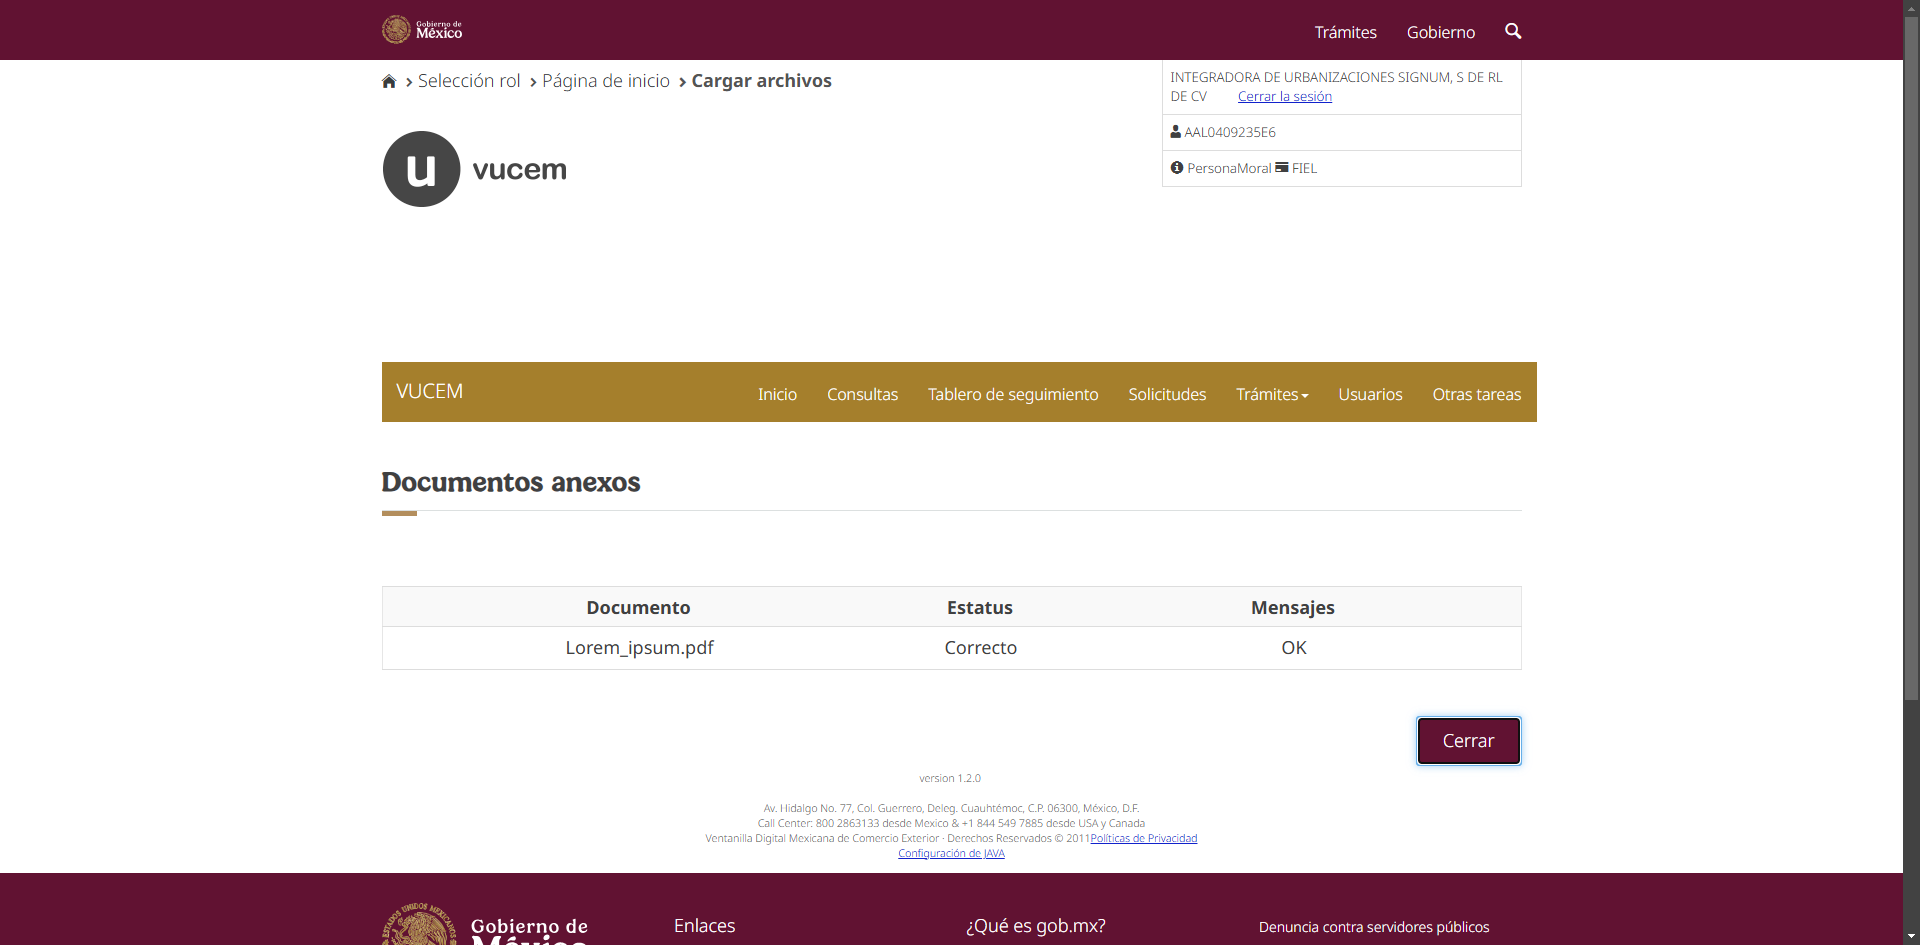 Gobierno de
México
Trámites
Gobierno
Selección rol
Página de inicio
Cargar archivos
INTEGRADORA DE URBANIZACIONES SIGNUM, S DE RL
DE CV Cerrar la sesión
AAL0409235E6
PersonaMoral FIEL
u vucem
VUCEM
Inicio
Consultas
Tablero de seguimiento
Solicitudes
Trámites
Usuarios
Otras tareas
Documentos anexos
Documento Estatus Mensajes
Lorem_ipsum.pdf Correcto OK
Cerrar
version 1.2.0
Av. Hidalgo No. 77, Col. Guerrero, Deleg. Cuauhtémoc, C.P. 06300, México, D.F.
Call Center: 800 2863133 desde Mexico & +1 844 549 7885 desde USA y Canada
Ventanilla Digital Mexicana de Comercio Exterior · Derechos Reservados © 2011Políticas de Privacidad
Configuración de JAVA
ESTADOS UNIDOS MEXICANOS
Gobierno de
México
Enlaces
¿Qué es gob.mx?
Denuncia contra servidores públicos